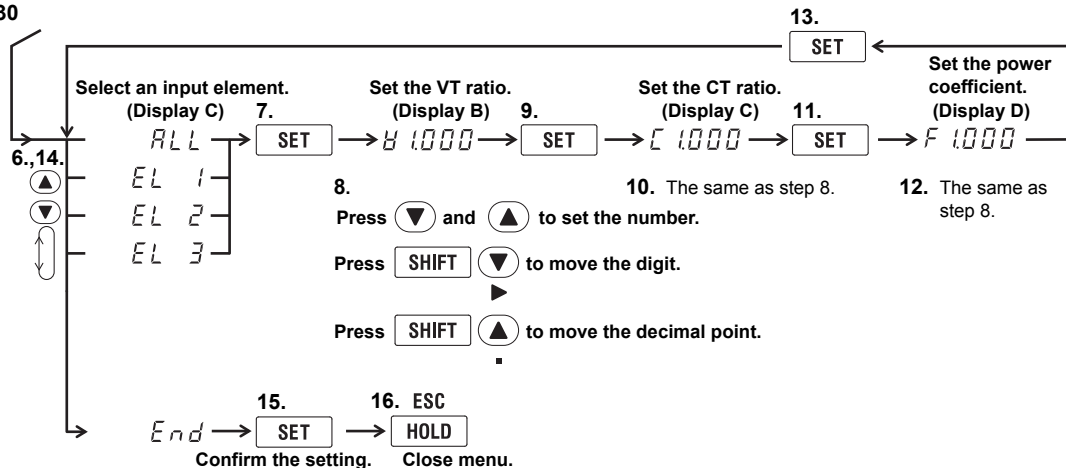 30
13.
SET
Select an input element.
(Display C)
7.
Set the VT ratio.
(Display B)
9.
Set the CT ratio.
(Display C)
11.
Set the power
coefficient.
(Display D)
ALL
SET
V 1.000
SET
C 1.000
SET
F 1.000
6.,14.
EL 1
EL 2
EL 3
8.
Press ▼ and ▲ to set the number.
Press SHIFT ▼ to move the digit.
▶
Press SHIFT ▲ to move the decimal point.
.
10. The same as step 8.
12. The same as
step 8.
15.
16. ESC
End
SET
HOLD
Confirm the setting.
Close menu.